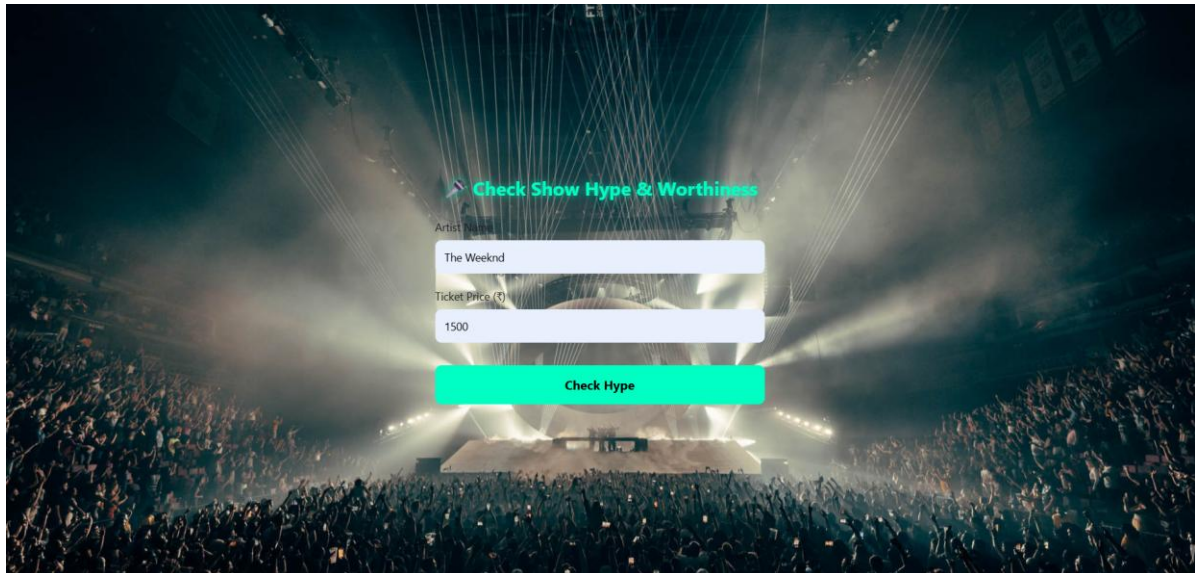 🎤 Check Show Hype & Worthiness
Artist Name
The Weeknd
Ticket Price (₹)
1500
Check Hype